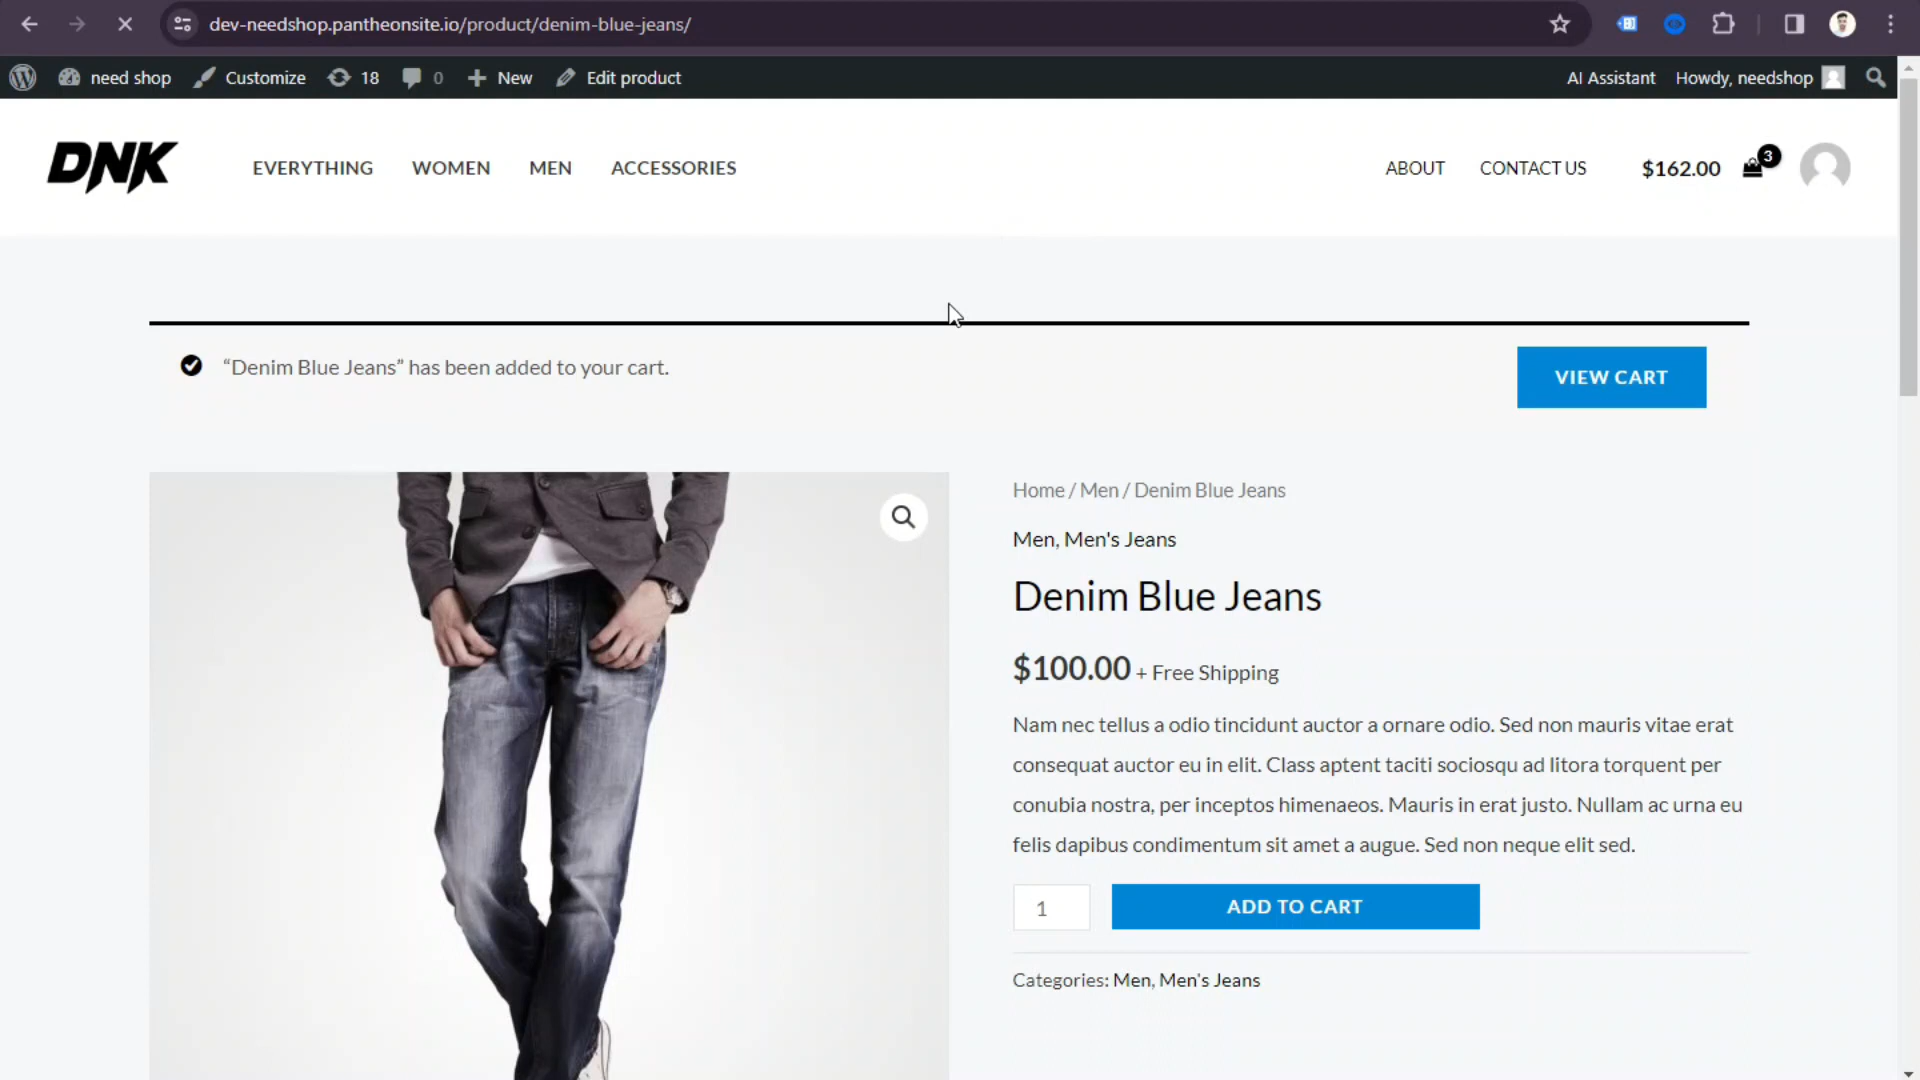 dev-needshop.pantheonsite.io/product/denim-blue-jeans/
need shop Customize 18 0 New Edit product AI Assistant Howdy, needshop
DNK EVERYTHING WOMEN MEN ACCESSORIES ABOUT CONTACT US $162.00 3
“Denim Blue Jeans” has been added to your cart. VIEW CART
Home / Men / Denim Blue Jeans
Men, Men's Jeans
Denim Blue Jeans
$100.00 + Free Shipping
Nam nec tellus a odio tincidunt auctor a ornare odio. Sed non mauris vitae erat
consequat auctor eu in elit. Class aptent taciti sociosqu ad litora torquent per
conubia nostra, per inceptos himenaeos. Mauris in erat justo. Nullam ac urna eu
felis dapibus condimentum sit amet a augue. Sed non neque elit sed.
1 ADD TO CART
Categories: Men, Men's Jeans